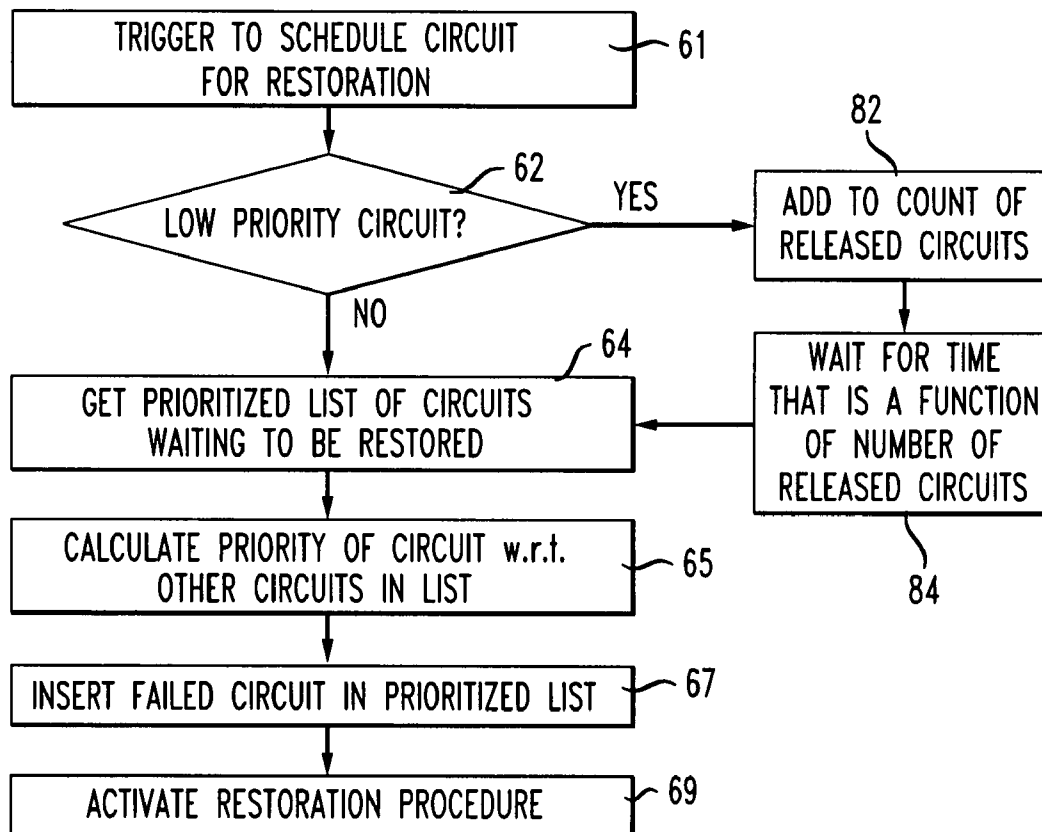 TRIGGER TO SCHEDULE CIRCUIT
FOR RESTORATION
61
62
LOW PRIORITY CIRCUIT?
YES
NO
82
ADD TO COUNT OF
RELEASED CIRCUITS
WAIT FOR TIME
THAT IS A FUNCTION
OF NUMBER OF
RELEASED CIRCUITS
84
64
GET PRIORITIZED LIST OF CIRCUITS
WAITING TO BE RESTORED
CALCULATE PRIORITY OF CIRCUIT w.r.t.
OTHER CIRCUITS IN LIST
65
INSERT FAILED CIRCUIT IN PRIORITIZED LIST
67
ACTIVATE RESTORATION PROCEDURE
69